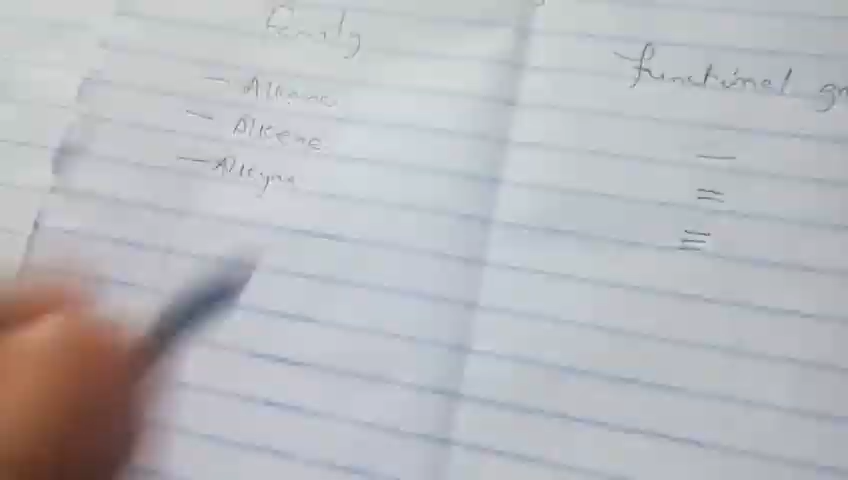 Family
— Alkane
— Alkene
— Alkyne
functional
—
=
≡